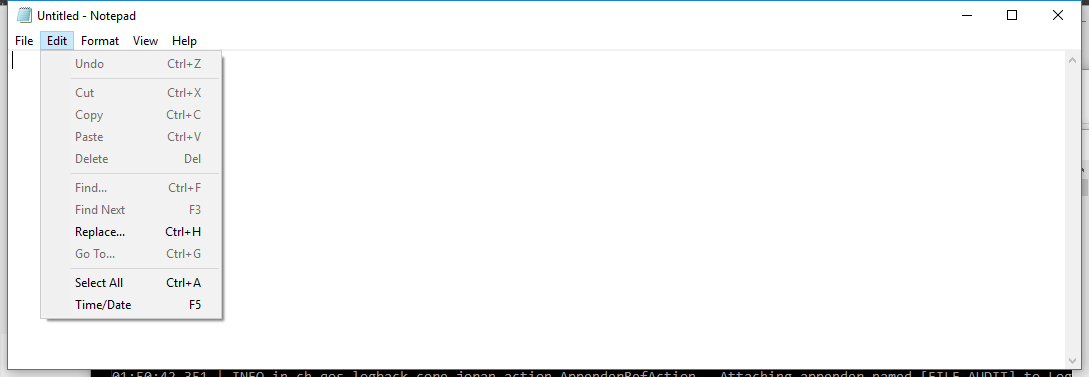 Untitled - Notepad
File Edit Format View Help
Undo Ctrl+Z
Cut Ctrl+X
Copy Ctrl+C
Paste Ctrl+V
Delete Del
Find... Ctrl+F
Find Next F3
Replace... Ctrl+H
Go To... Ctrl+G
Select All Ctrl+A
Time/Date F5
01:50:42,351 | INFO in ch.qos.logback.core.joran.action.AppenderRefAction - Attaching appender named [FILE_AUDIT] to Log